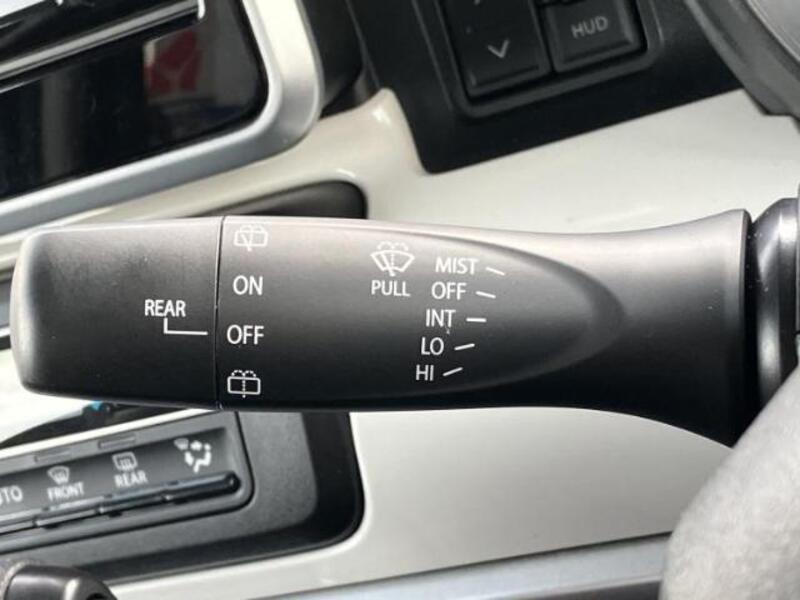 HUD
MIST
ON
PULL
OFF
REAR
INT
OFF
LO
HI
FRONT
REAR